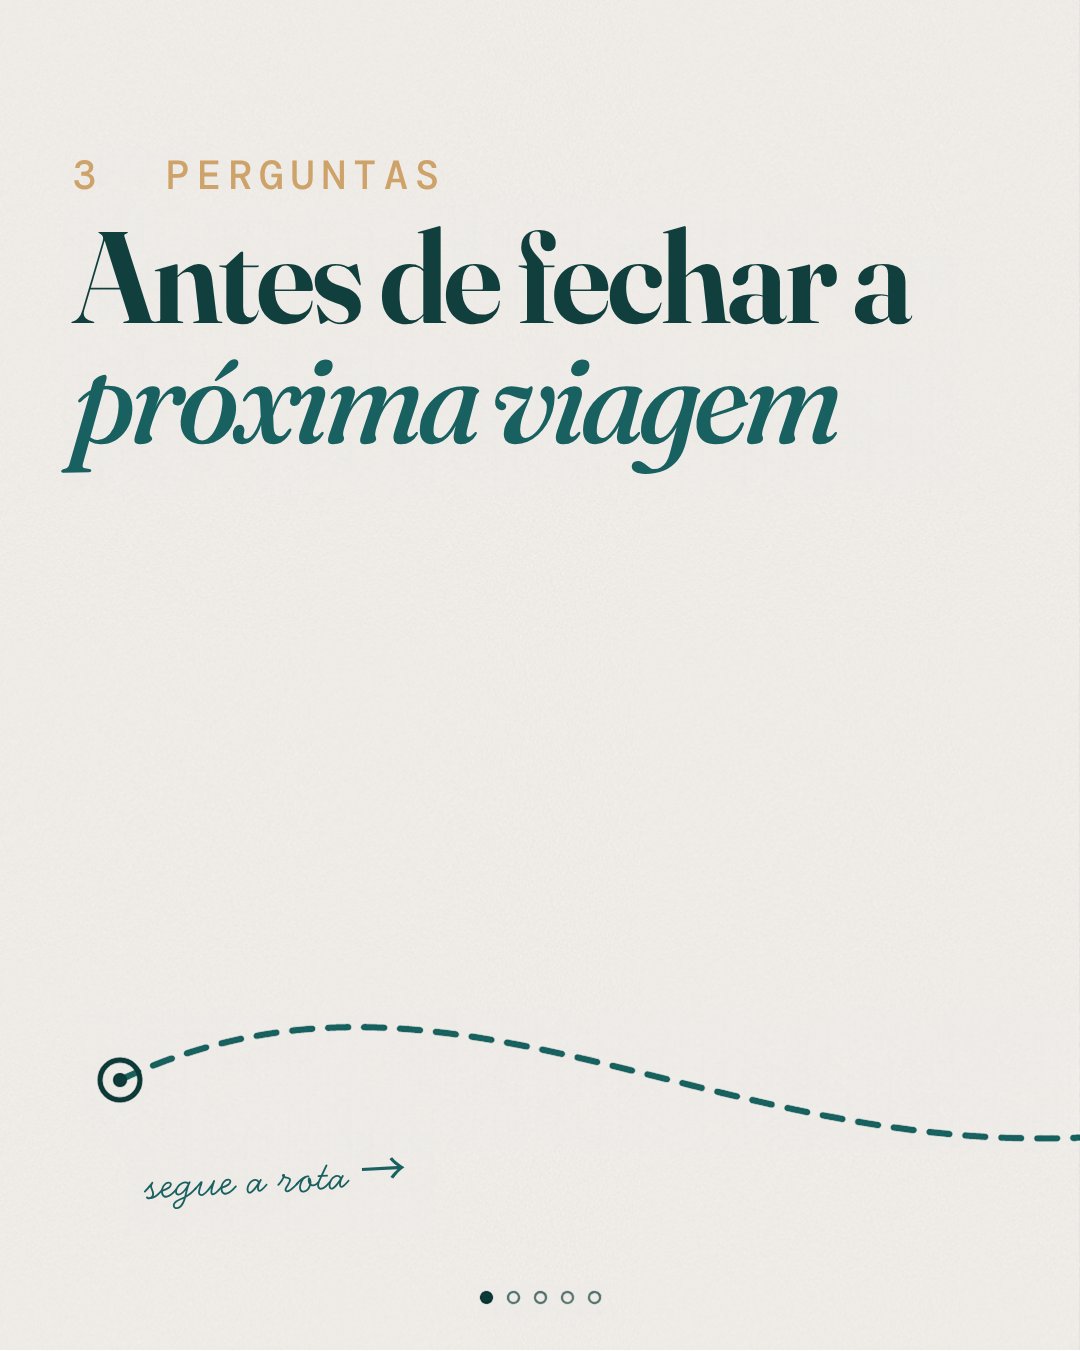 3 PERGUNTAS
Antes de fechar a
próxima viagem
segue a rota →